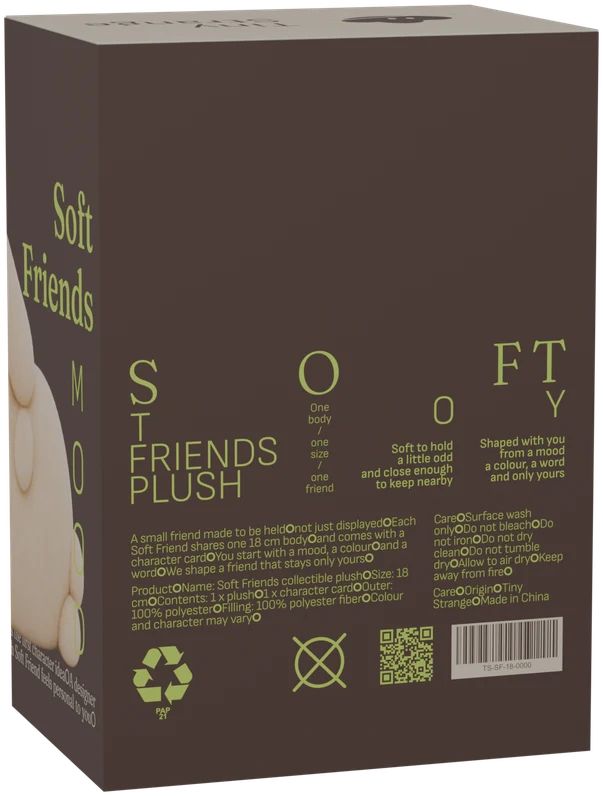 Tiny
Strange
Soft
Friends
M
O
O
D
S O FT
T O Y
FRIENDS
PLUSH
One
body
/
one
size
/
one
friend
Soft to hold
a little odd
and close enough
to keep nearby
Shaped with you
from a mood
a colour, a word
and only yours
A small friend made to be heldOnot just displayedOEach
Soft Friend shares one 18 cm bodyOand comes with a
character cardOYou start with a mood, a colourOand a
wordOWe shape a friend that stays only yoursO
ProductOName: Soft Friends collectible plushOSize: 18
cmOContents: 1 x plushO1 x character cardOOuter:
100% polyesterOFilling: 100% polyester fiberOColour
and character may varyO
CareOSurface wash
onlyODo not bleachODo
not ironODo not dry
cleanODo not tumble
dryOAllow to air dryOKeep
away from fireO
CareOOriginOTiny
StrangeOMade in China
character ideaOA designer
Soft Friend feels personal to youO
PAP
21
TS-SF-18-0000